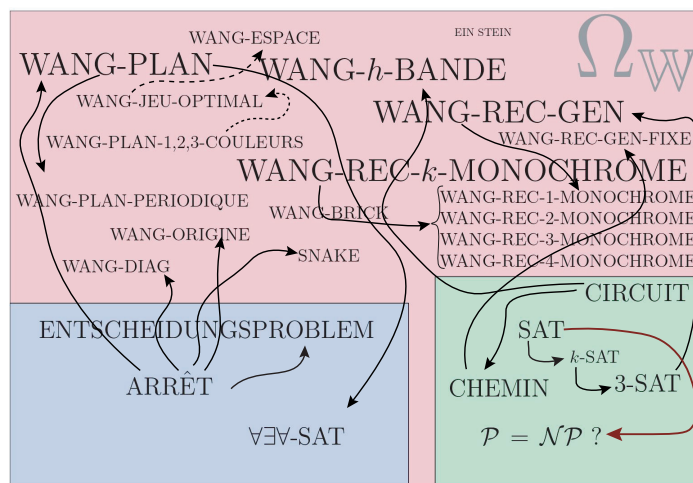 WANG-ESPACE
EIN STEIN
Ω𝕎
WANG-PLAN
WANG-h-BANDE
WANG-JEU-OPTIMAL
WANG-REC-GEN
WANG-PLAN-1,2,3-COULEURS
WANG-REC-GEN-FIXE
WANG-REC-k-MONOCHROME
WANG-PLAN-PERIODIQUE
WANG-REC-1-MONOCHROME
WANG-BRICK
WANG-REC-2-MONOCHROME
WANG-ORIGINE
WANG-REC-3-MONOCHROME
SNAKE
WANG-REC-4-MONOCHROME
WANG-DIAG
CIRCUIT
ENTSCHEIDUNGSPROBLEM
SAT
k-SAT
ARRÊT
CHEMIN
3-SAT
∀∃∀-SAT
𝒫 = 𝒩𝒫 ?